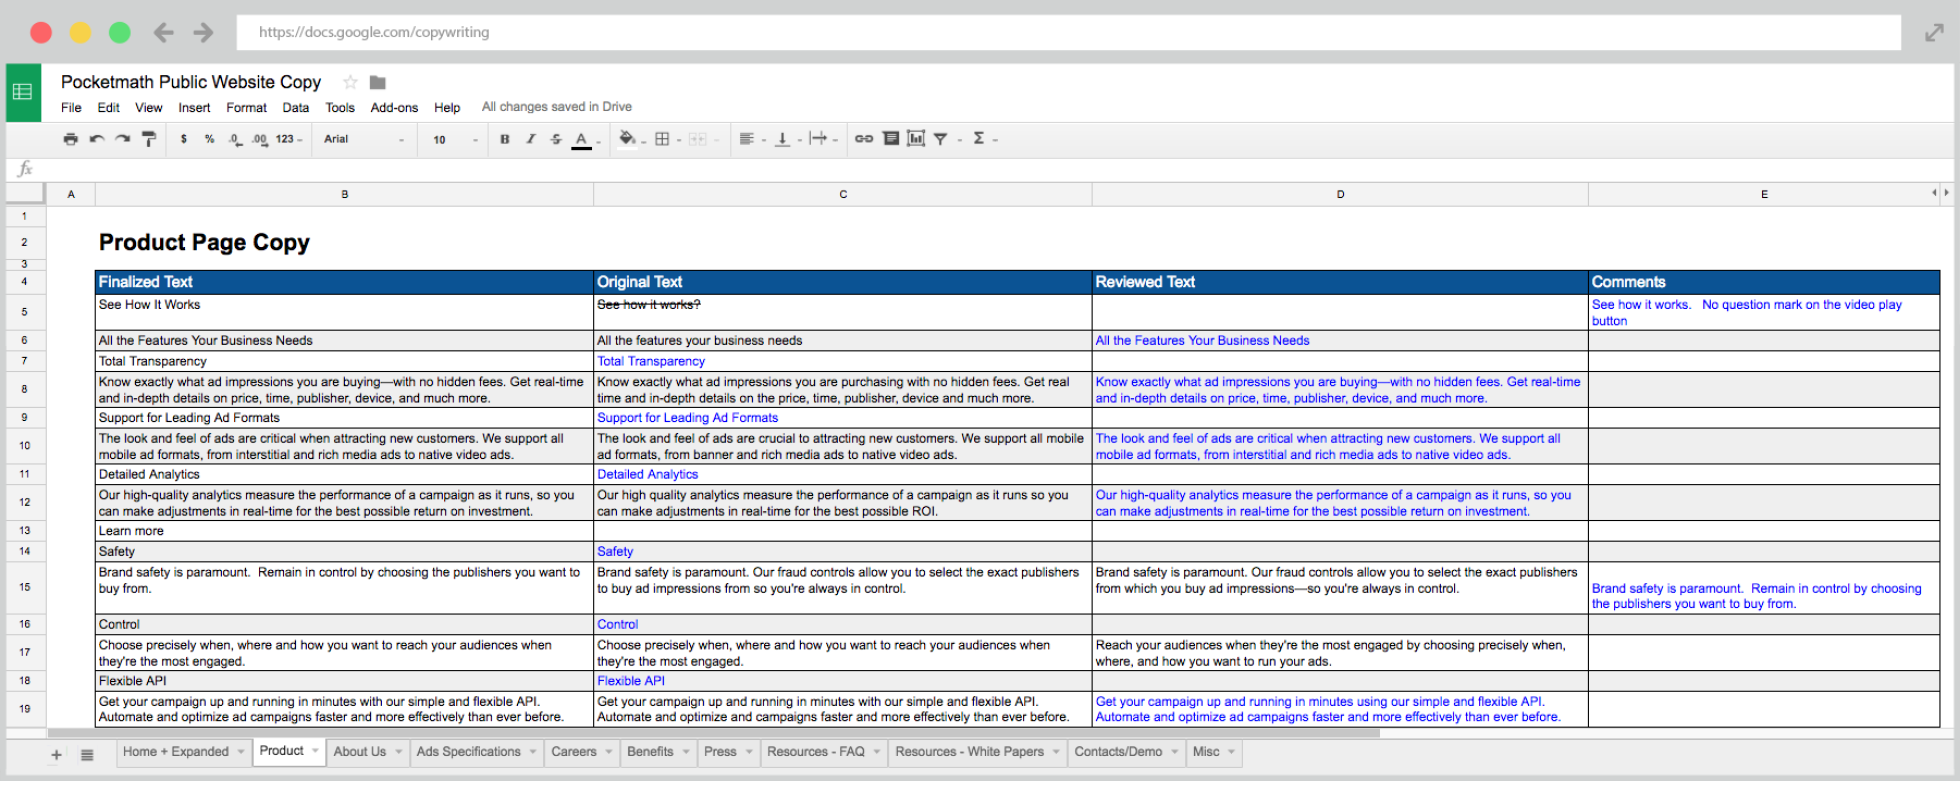 https://docs.google.com/copywriting
Pocketmath Public Website Copy
File Edit View Insert Format Data Tools Add-ons Help All changes saved in Drive
$ % .0 .00 123 Arial 10 B I S A Σ
fx
A B C D E
1
2 Product Page Copy
3
4 Finalized Text Original Text Reviewed Text Comments
5 See How It Works See how it works? See how it works. No question mark on the video play
button
6 All the Features Your Business Needs All the features your business needs All the Features Your Business Needs
7 Total Transparency Total Transparency
8 Know exactly what ad impressions you are buying—with no hidden fees. Get real-time Know exactly what ad impressions you are purchasing with no hidden fees. Get real Know exactly what ad impressions you are buying—with no hidden fees. Get real-time
and in-depth details on price, time, publisher, device, and much more. time and in-depth details on the price, time, publisher, device and much more. and in-depth details on price, time, publisher, device, and much more.
9 Support for Leading Ad Formats Support for Leading Ad Formats
10 The look and feel of ads are critical when attracting new customers. We support all The look and feel of ads are crucial to attracting new customers. We support all mobile The look and feel of ads are critical when attracting new customers. We support all
mobile ad formats, from interstitial and rich media ads to native video ads. ad formats, from banner and rich media ads to native video ads. mobile ad formats, from interstitial and rich media ads to native video ads.
11 Detailed Analytics Detailed Analytics
12 Our high-quality analytics measure the performance of a campaign as it runs, so you Our high quality analytics measure the performance of a campaign as it runs so you Our high-quality analytics measure the performance of a campaign as it runs, so you
can make adjustments in real-time for the best possible return on investment. can make adjustments in real-time for the best possible ROI. can make adjustments in real-time for the best possible return on investment.
13 Learn more
14 Safety Safety
15 Brand safety is paramount. Remain in control by choosing the publishers you want to Brand safety is paramount. Our fraud controls allow you to select the exact publishers Brand safety is paramount. Our fraud controls allow you to select the exact publishers
buy from. to buy ad impressions from so you're always in control. from which you buy ad impressions—so you're always in control. Brand safety is paramount. Remain in control by choosing
the publishers you want to buy from.
16 Control Control
17 Choose precisely when, where and how you want to reach your audiences when Choose precisely when, where and how you want to reach your audiences when Reach your audiences when they're the most engaged by choosing precisely when,
they're the most engaged. they're the most engaged. where, and how you want to run your ads.
18 Flexible API Flexible API
19 Get your campaign up and running in minutes with our simple and flexible API. Get your campaign up and running in minutes with our simple and flexible API. Get your campaign up and running in minutes using our simple and flexible API.
Automate and optimize ad campaigns faster and more effectively than ever before. Automate and optimize and campaigns faster and more effectively than ever before. Automate and optimize ad campaigns faster and more effectively than ever before.
+ Home + Expanded Product About Us Ads Specifications Careers Benefits Press Resources - FAQ Resources - White Papers Contacts/Demo Misc